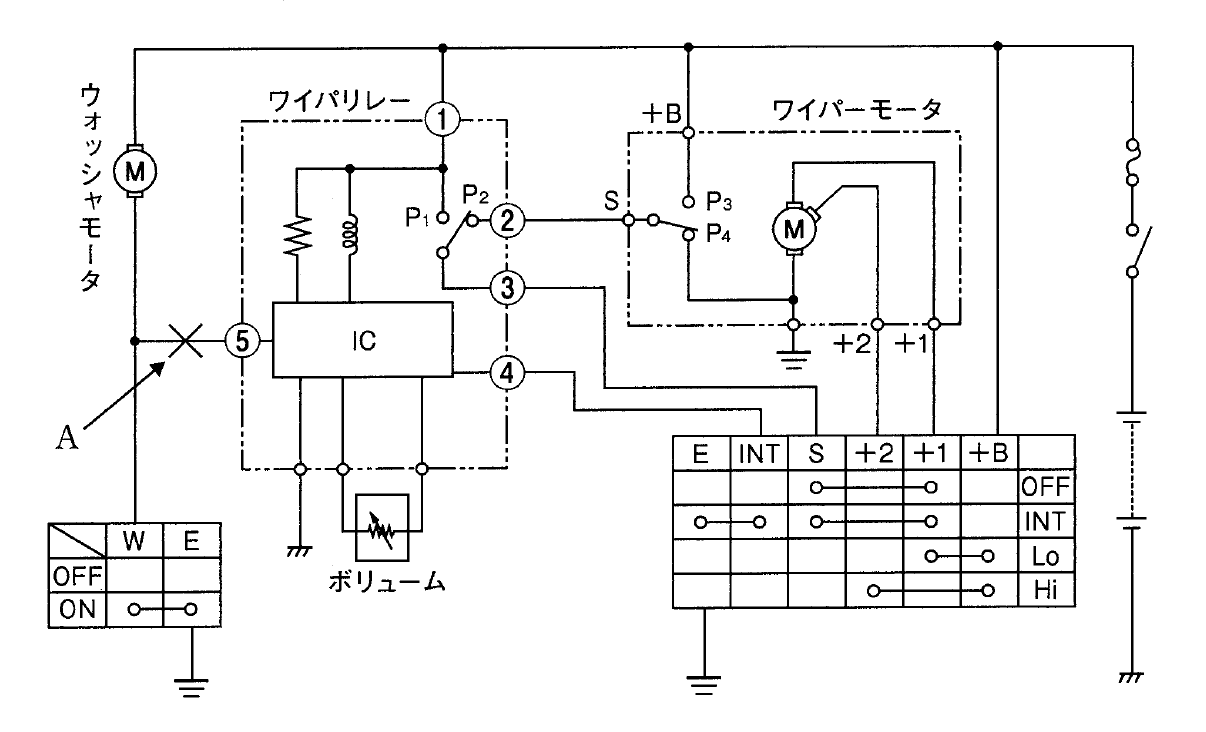 ウォッシャモータ
M
ワイパリレー
1
P1
P2
2
3
4
5
IC
A
ボリューム
ワイパーモータ
+B
S
P3
P4
M
+2
+1
W E
OFF
ON
E INT S +2 +1 +B
OFF
INT
Lo
Hi